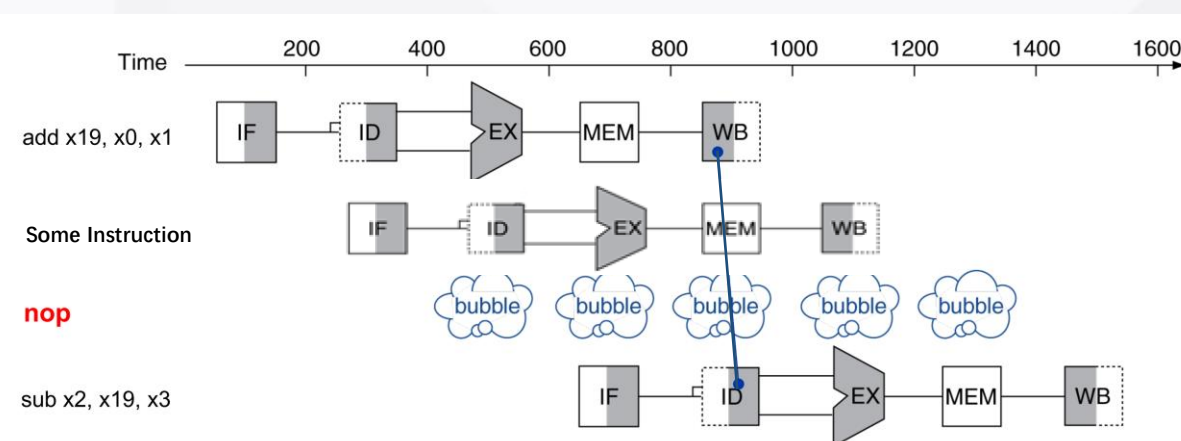 Time 200 400 600 800 1000 1200 1400 1600
add x19, x0, x1 IF ID EX MEM WB
Some Instruction IF ID EX MEM WB
nop bubble bubble bubble bubble bubble
sub x2, x19, x3 IF ID EX MEM WB